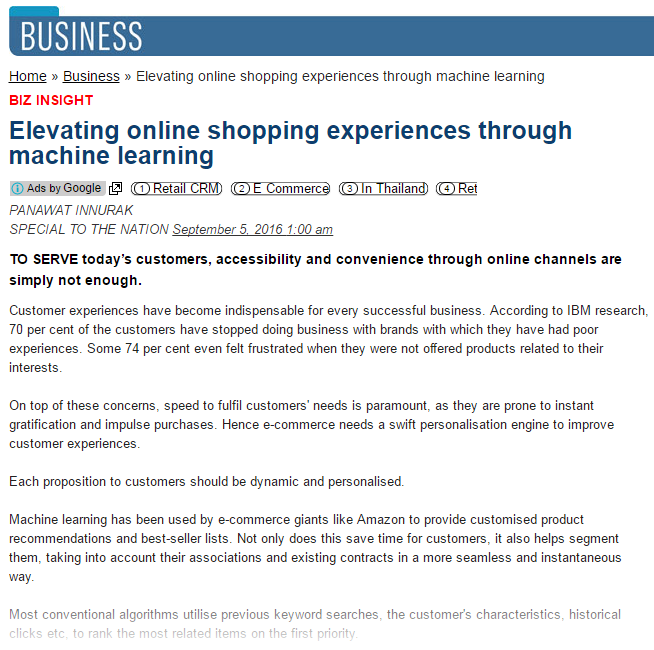 BUSINESS
Home » Business » Elevating online shopping experiences through machine learning
BIZ INSIGHT
Elevating online shopping experiences through
machine learning
Ads by Google 1 Retail CRM 2 E Commerce 3 In Thailand 4 Ret
PANAWAT INNURAK
SPECIAL TO THE NATION September 5, 2016 1:00 am
TO SERVE today's customers, accessibility and convenience through online channels are
simply not enough.
Customer experiences have become indispensable for every successful business. According to IBM research,
70 per cent of the customers have stopped doing business with brands with which they have had poor
experiences. Some 74 per cent even felt frustrated when they were not offered products related to their
interests.
On top of these concerns, speed to fulfil customers' needs is paramount, as they are prone to instant
gratification and impulse purchases. Hence e-commerce needs a swift personalisation engine to improve
customer experiences.
Each proposition to customers should be dynamic and personalised.
Machine learning has been used by e-commerce giants like Amazon to provide customised product
recommendations and best-seller lists. Not only does this save time for customers, it also helps segment
them, taking into account their associations and existing contracts in a more seamless and instantaneous
way.
Most conventional algorithms utilise previous keyword searches, the customer's characteristics, historical
clicks etc, to rank the most related items on the first priority.